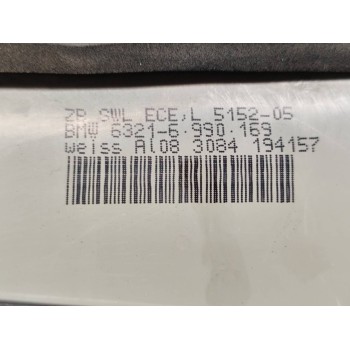 ZB SWL ECE,L 5152-05
BMW 6321-6.990.169
weiss Al08 3084 194157